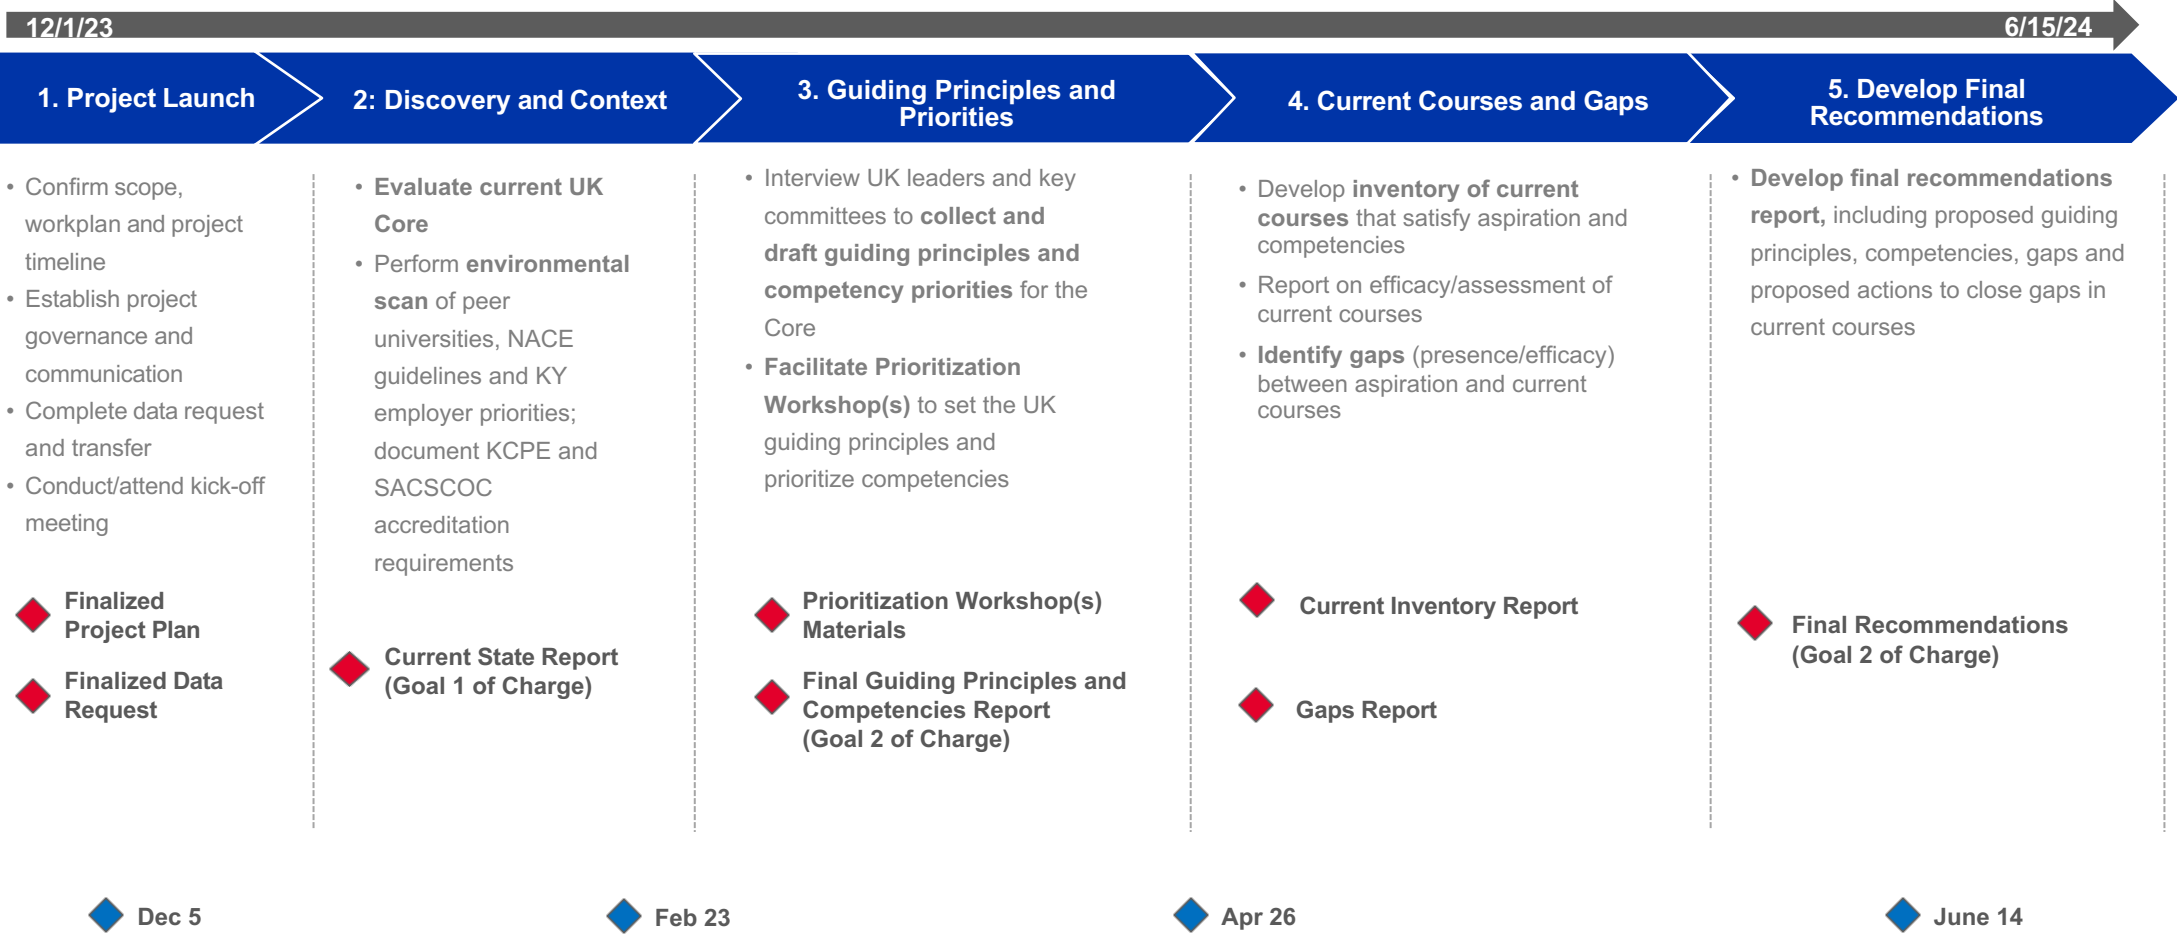 12/1/23
6/15/24
1. Project Launch
2: Discovery and Context
3. Guiding Principles and
Priorities
4. Current Courses and Gaps
5. Develop Final
Recommendations
• Confirm scope,
workplan and project
timeline
• Establish project
governance and
communication
• Complete data request
and transfer
• Conduct/attend kick-off
meeting
Finalized
Project Plan
Finalized Data
Request
• Evaluate current UK
Core
• Perform environmental
scan of peer
universities, NACE
guidelines and KY
employer priorities;
document KCPE and
SACSCOC
accreditation
requirements
Current State Report
(Goal 1 of Charge)
• Interview UK leaders and key
committees to collect and
draft guiding principles and
competency priorities for the
Core
• Facilitate Prioritization
Workshop(s) to set the UK
guiding principles and
prioritize competencies
Prioritization Workshop(s)
Materials
Final Guiding Principles and
Competencies Report
(Goal 2 of Charge)
• Develop inventory of current
courses that satisfy aspiration and
competencies
• Report on efficacy/assessment of
current courses
• Identify gaps (presence/efficacy)
between aspiration and current
courses
Current Inventory Report
Gaps Report
• Develop final recommendations
report, including proposed guiding
principles, competencies, gaps and
proposed actions to close gaps in
current courses
Final Recommendations
(Goal 2 of Charge)
Dec 5
Feb 23
Apr 26
June 14